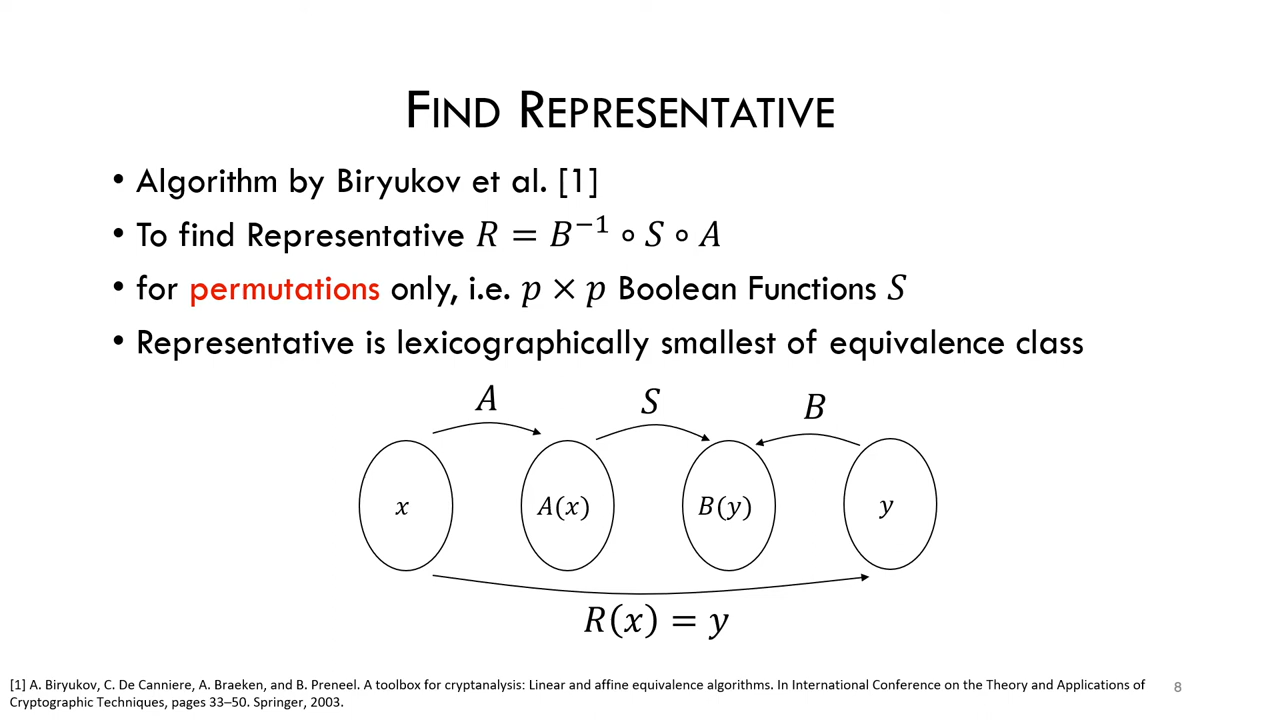 FIND REPRESENTATIVE
• Algorithm by Biryukov et al. [1]
• To find Representative R = B⁻¹ ∘ S ∘ A
• for permutations only, i.e. p × p Boolean Functions S
• Representative is lexicographically smallest of equivalence class
A S B
x A(x) B(y) y
R(x) = y
[1] A. Biryukov, C. De Canniere, A. Braeken, and B. Preneel. A toolbox for cryptanalysis: Linear and affine equivalence algorithms. In International Conference on the Theory and Applications of
Cryptographic Techniques, pages 33–50. Springer, 2003.
8